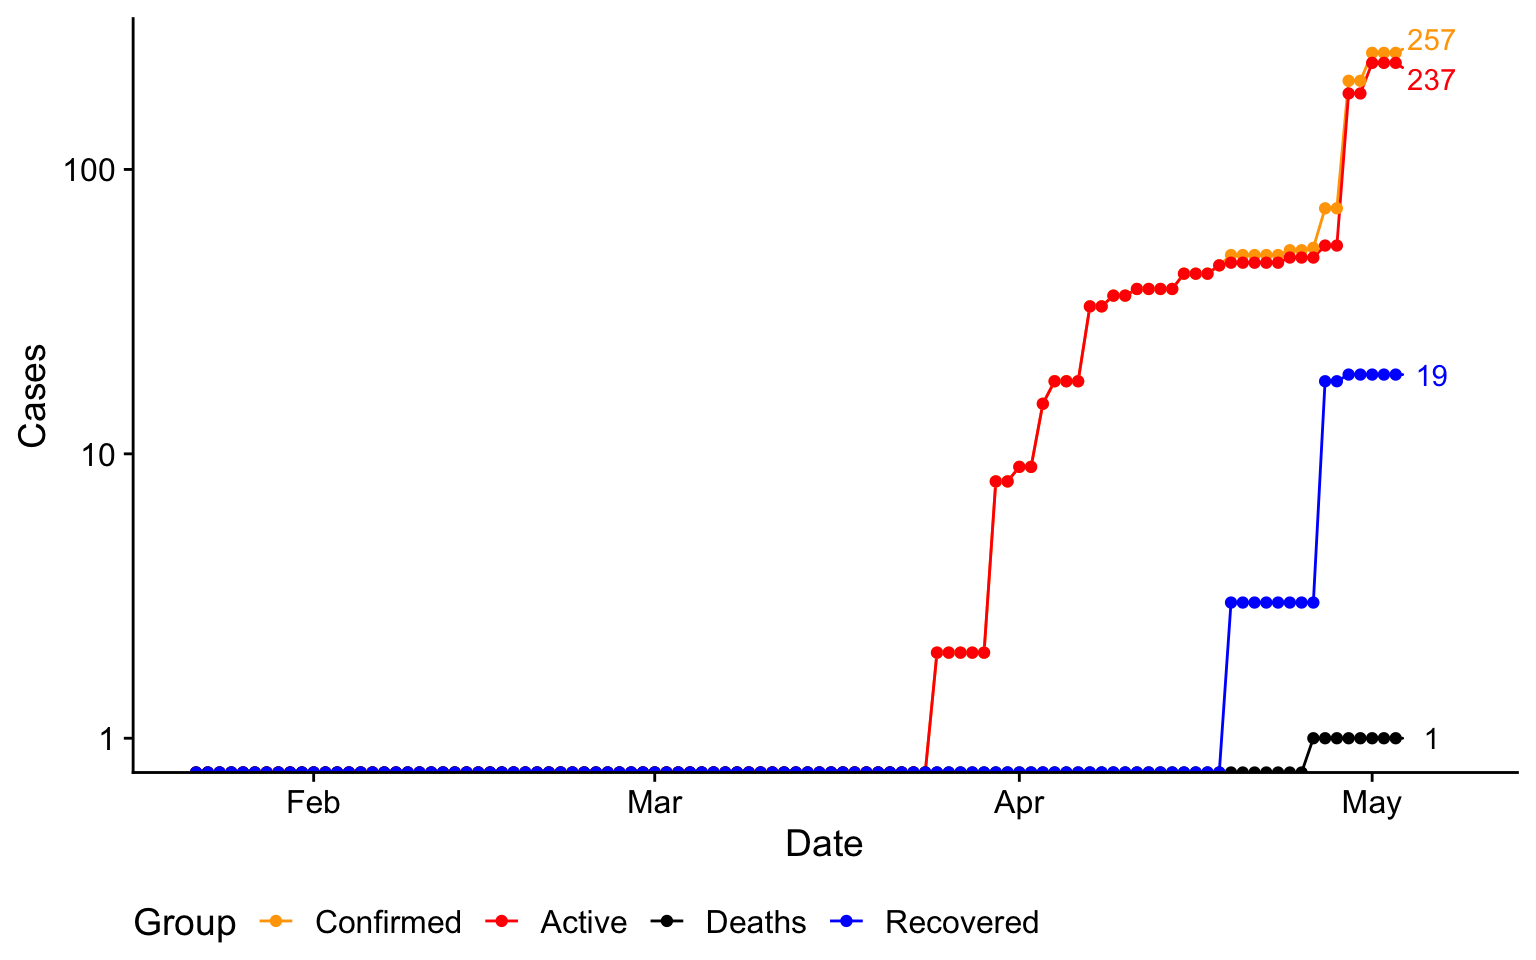 257
237
100
Cases
19
10
1
1
Feb Mar Apr May
Date
Group Confirmed Active Deaths Recovered